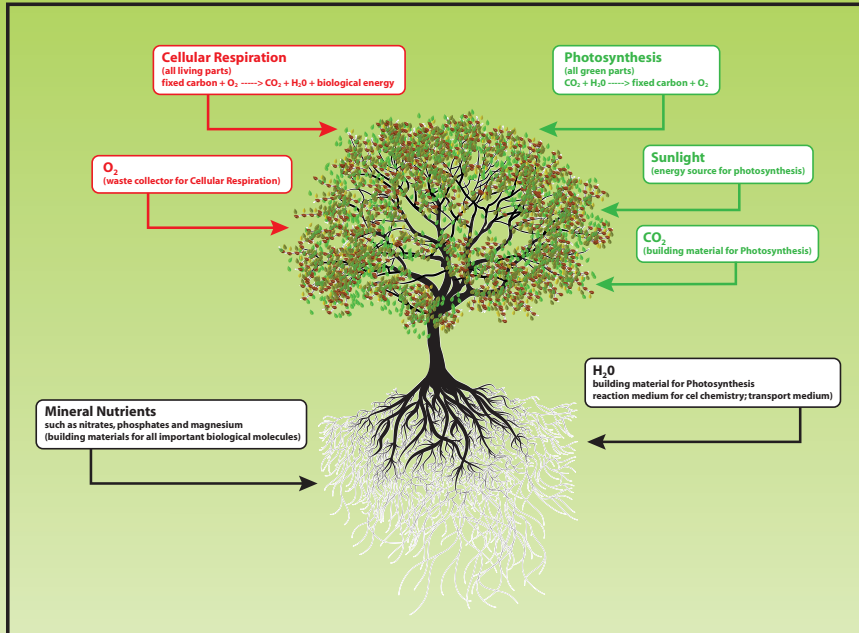 Cellular Respiration
(all living parts)
fixed carbon + O₂ -----> CO₂ + H₂0 + biological energy
Photosynthesis
(all green parts)
CO₂ + H₂0 -----> fixed carbon + O₂
O₂
(waste collector for Cellular Respiration)
Sunlight
(energy source for photosynthesis)
CO₂
(building material for Photosynthesis)
H₂0
building material for Photosynthesis
reaction medium for cel chemistry; transport medium)
Mineral Nutrients
such as nitrates, phosphates and magnesium
(building materials for all important biological molecules)